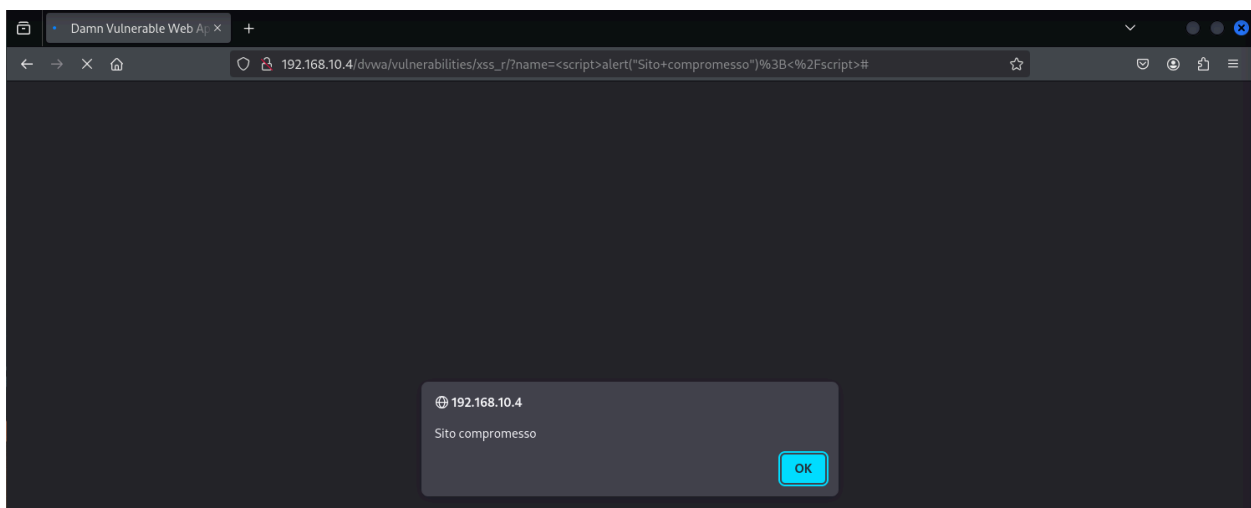 Damn Vulnerable Web Ap
192.168.10.4/dvwa/vulnerabilities/xss_r/?name=<script>alert("Sito+compromesso")%3B<%2Fscript>#
192.168.10.4
Sito compromesso
OK